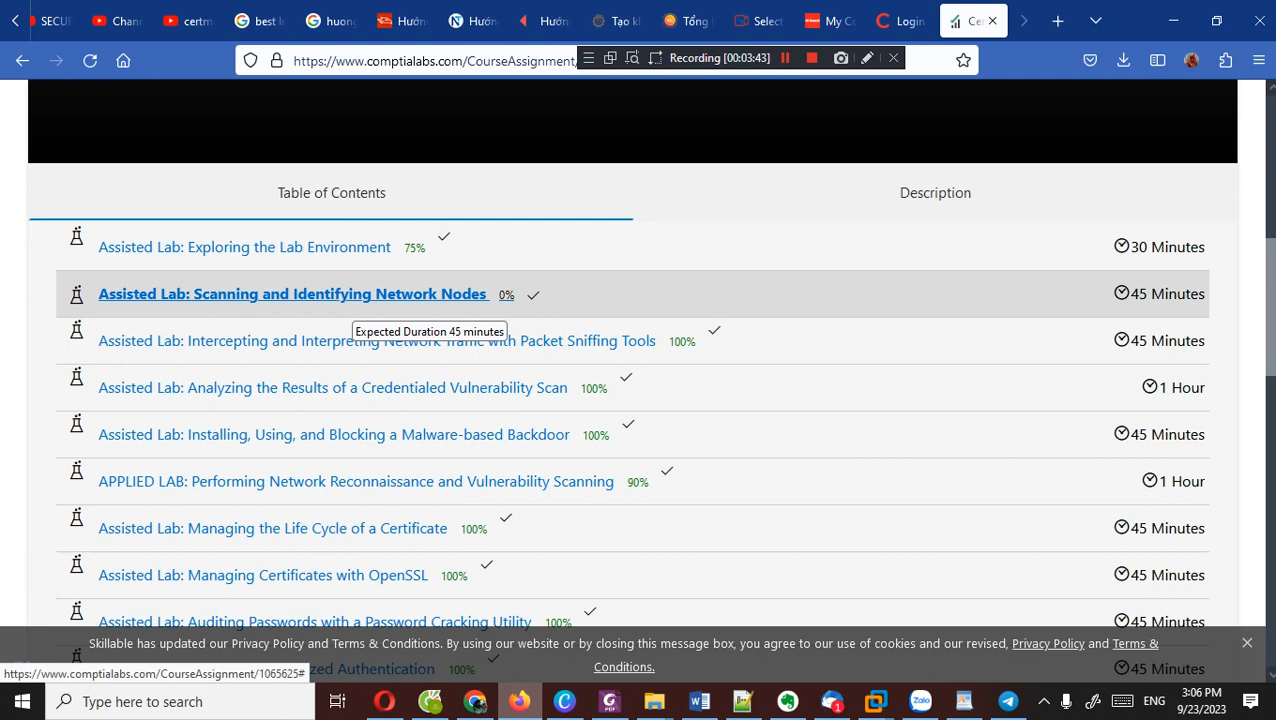 SECUI
Chan
certm
best In
huong
Hướn
Hướn
Hướn
Tạo kl
Tổng
Select
My Co
Login
Cer
https://www.comptialabs.com/CourseAssignment/
Recording [00:03:43]
Table of Contents
Description
Assisted Lab: Exploring the Lab Environment 75%
30 Minutes
Assisted Lab: Scanning and Identifying Network Nodes 0%
45 Minutes
Expected Duration 45 minutes
Assisted Lab: Intercepting and Interpreting Network Traffic with Packet Sniffing Tools 100%
45 Minutes
Assisted Lab: Analyzing the Results of a Credentialed Vulnerability Scan 100%
1 Hour
Assisted Lab: Installing, Using, and Blocking a Malware-based Backdoor 100%
45 Minutes
APPLIED LAB: Performing Network Reconnaissance and Vulnerability Scanning 90%
1 Hour
Assisted Lab: Managing the Life Cycle of a Certificate 100%
45 Minutes
Assisted Lab: Managing Certificates with OpenSSL 100%
45 Minutes
Assisted Lab: Auditing Passwords with a Password Cracking Utility 100%
45 Minutes
Skillable has updated our Privacy Policy and Terms & Conditions. By using our website or by closing this message box, you agree to our use of cookies and our revised, Privacy Policy and Terms &
Conditions.
https://www.comptialabs.com/CourseAssignment/1065625#
Authentication 100%
45 Minutes
Type here to search
ENG
3:06 PM
9/23/2023